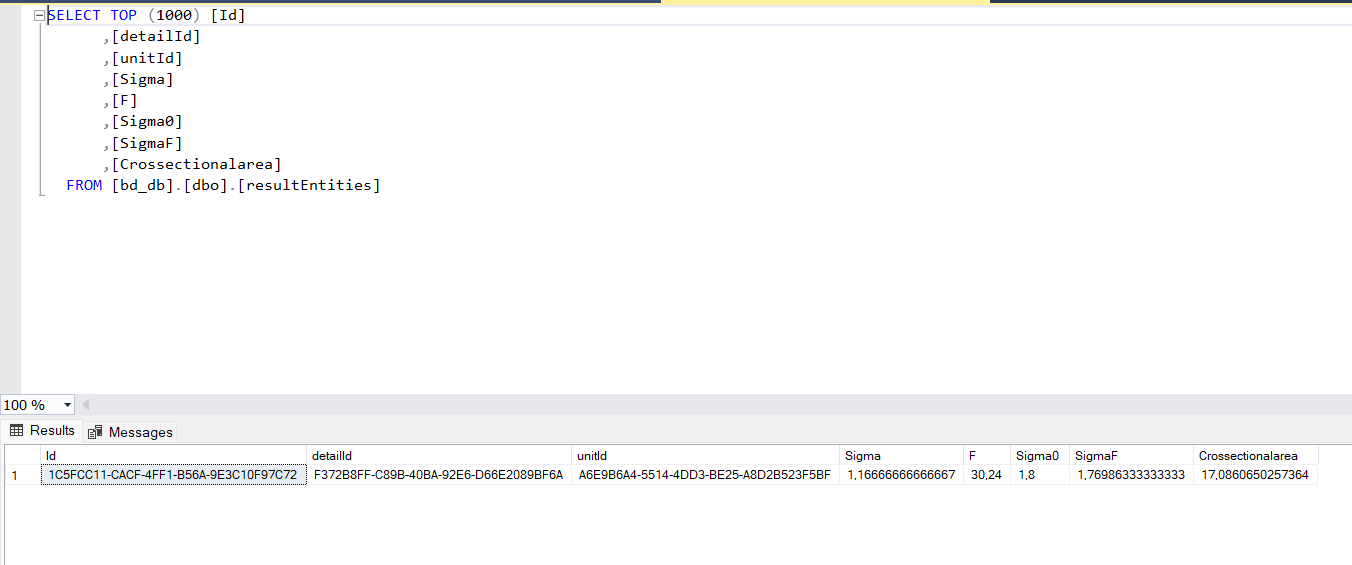 SELECT TOP (1000) [Id]
,[detailId]
,[unitId]
,[Sigma]
,[F]
,[Sigma0]
,[SigmaF]
,[Crossectionalarea]
FROM [bd_db].[dbo].[resultEntities]
100 %
Results Messages
Id detailId unitId Sigma F Sigma0 SigmaF Crossectionalarea
1 1C5FCC11-CACF-4FF1-B56A-9E3C10F97C72 F372B8FF-C89B-40BA-92E6-D66E2089BF6A A6E9B6A4-5514-4DD3-BE25-A8D2B523F5BF 1,16666666666667 30,24 1,8 1,76986333333333 17,0860650257364